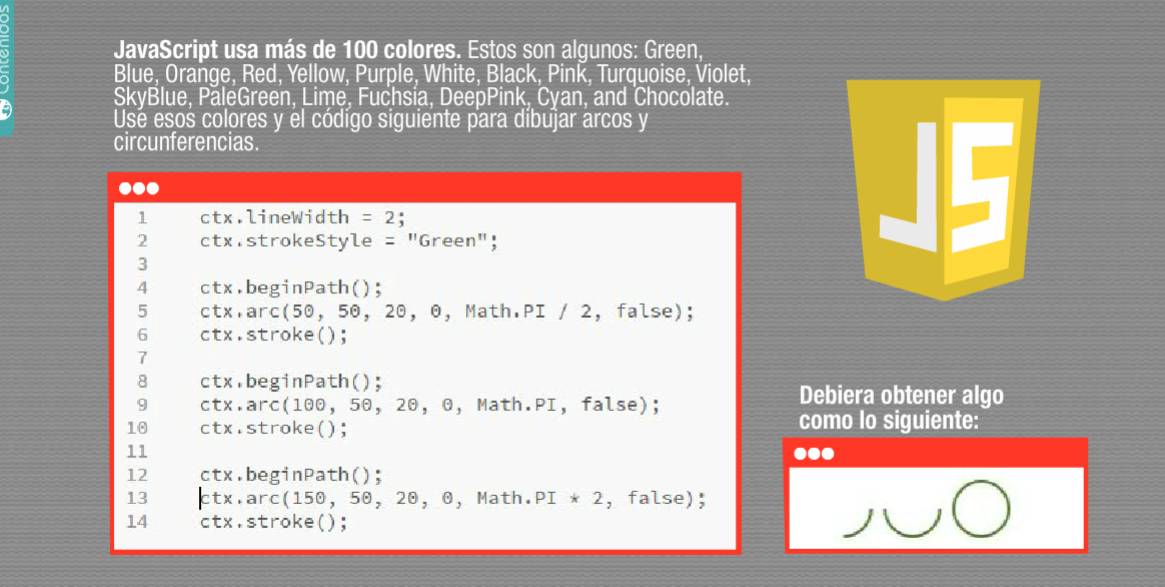 Contenidos
JavaScript usa más de 100 colores. Estos son algunos: Green,
Blue, Orange, Red, Yellow, Purple, White, Black, Pink, Turquoise, Violet,
SkyBlue, PaleGreen, Lime, Fuchsia, DeepPink, Cyan, and Chocolate.
Use esos colores y el código siguiente para dibujar arcos y
circunferencias.
JS
1 ctx.lineWidth = 2;
2 ctx.strokeStyle = "Green";
3
4 ctx.beginPath();
5 ctx.arc(50, 50, 20, 0, Math.PI / 2, false);
6 ctx.stroke();
7
8 ctx.beginPath();
9 ctx.arc(100, 50, 20, 0, Math.PI, false);
10 ctx.stroke();
11
12 ctx.beginPath();
13 ctx.arc(150, 50, 20, 0, Math.PI * 2, false);
14 ctx.stroke();
Debiera obtener algo
como lo siguiente: